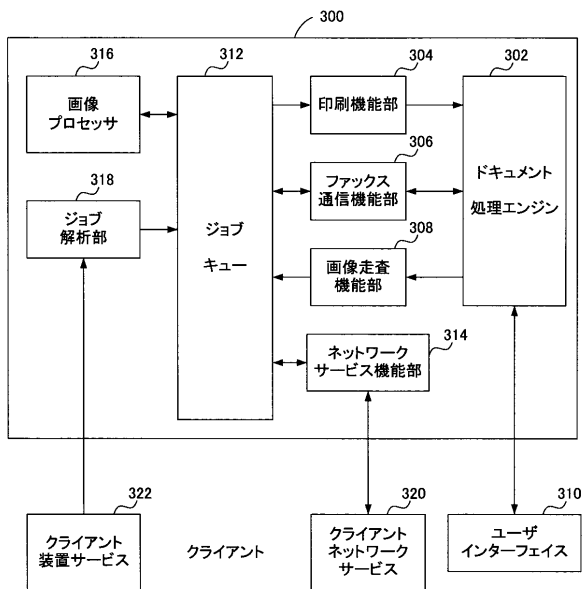 300
316
312
304
302
画像
プロセッサ
印刷機能部
306
318
ファックス
通信機能部
ドキュメント
処理エンジン
ジョブ
解析部
ジョブ
キュー
308
画像走査
機能部
314
ネットワーク
サービス機能部
322
320
310
クライアント
装置サービス
クライアント
クライアント
ネットワーク
サービス
ユーザ
インターフェイス